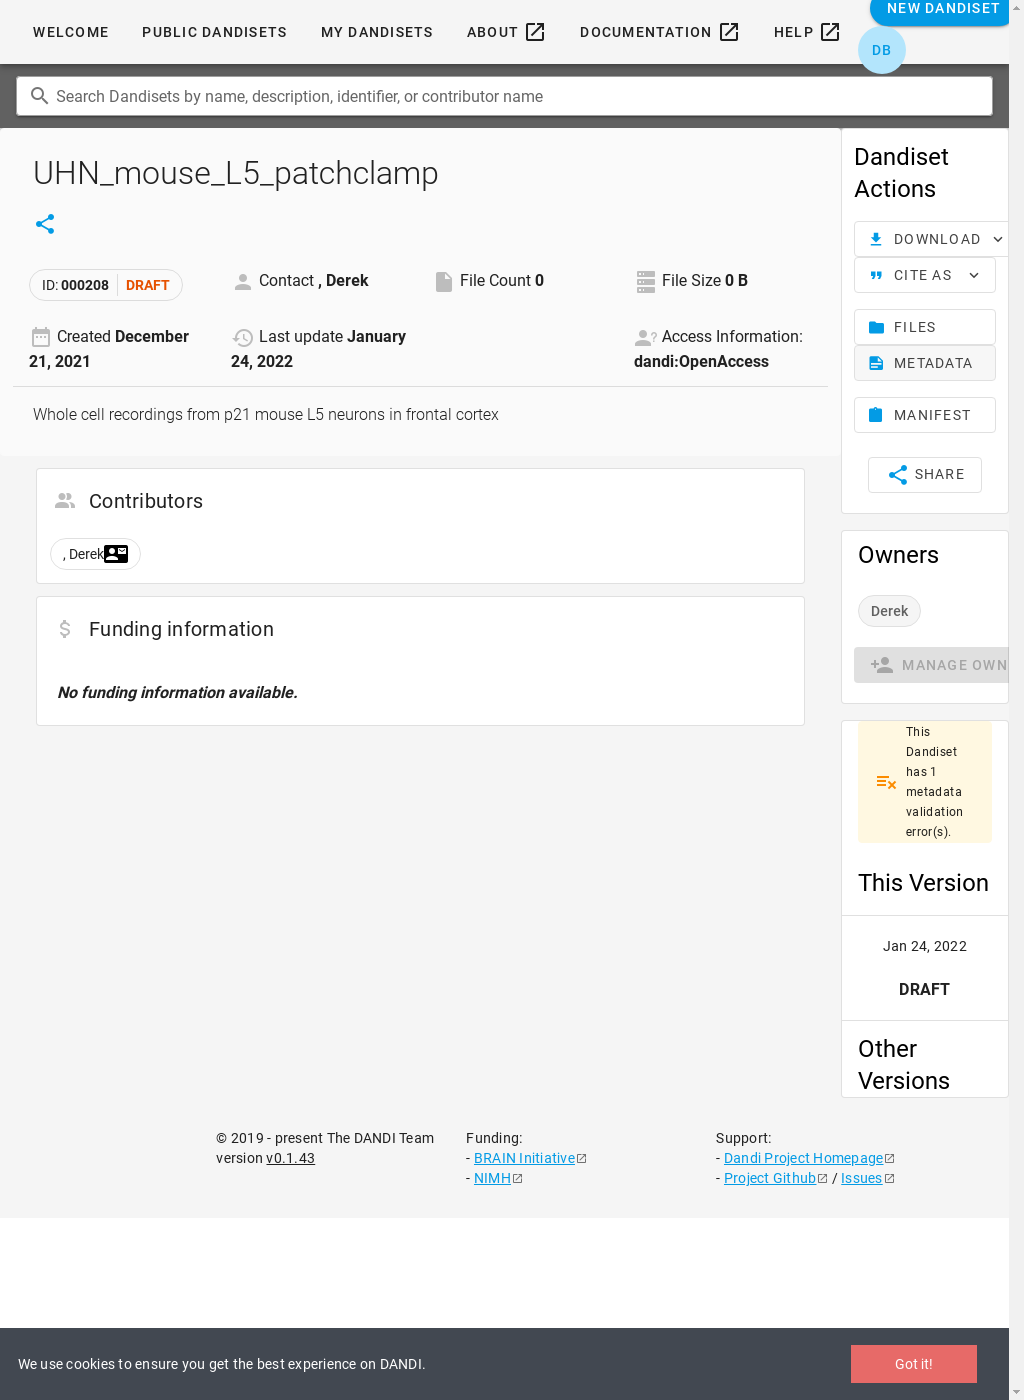 WELCOME
PUBLIC DANDISETS
MY DANDISETS
ABOUT
DOCUMENTATION
HELP
NEW DANDISET
DB
Search Dandisets by name, description, identifier, or contributor name
UHN_mouse_L5_patchclamp
ID: 000208 DRAFT
Contact , Derek
File Count 0
File Size 0 B
Created December
21, 2021
Last update January
24, 2022
Access Information:
dandi:OpenAccess
Whole cell recordings from p21 mouse L5 neurons in frontal cortex
Contributors
, Derek
Funding information
No funding information available.
Dandiset
Actions
DOWNLOAD
CITE AS
FILES
METADATA
MANIFEST
SHARE
Owners
Derek
MANAGE OWN
This
Dandiset
has 1
metadata
validation
error(s).
This Version
Jan 24, 2022
DRAFT
Other
Versions
© 2019 - present The DANDI Team
version v0.1.43
Funding:
- BRAIN Initiative
- NIMH
Support:
- Dandi Project Homepage
- Project Github / Issues
We use cookies to ensure you get the best experience on DANDI.
Got it!